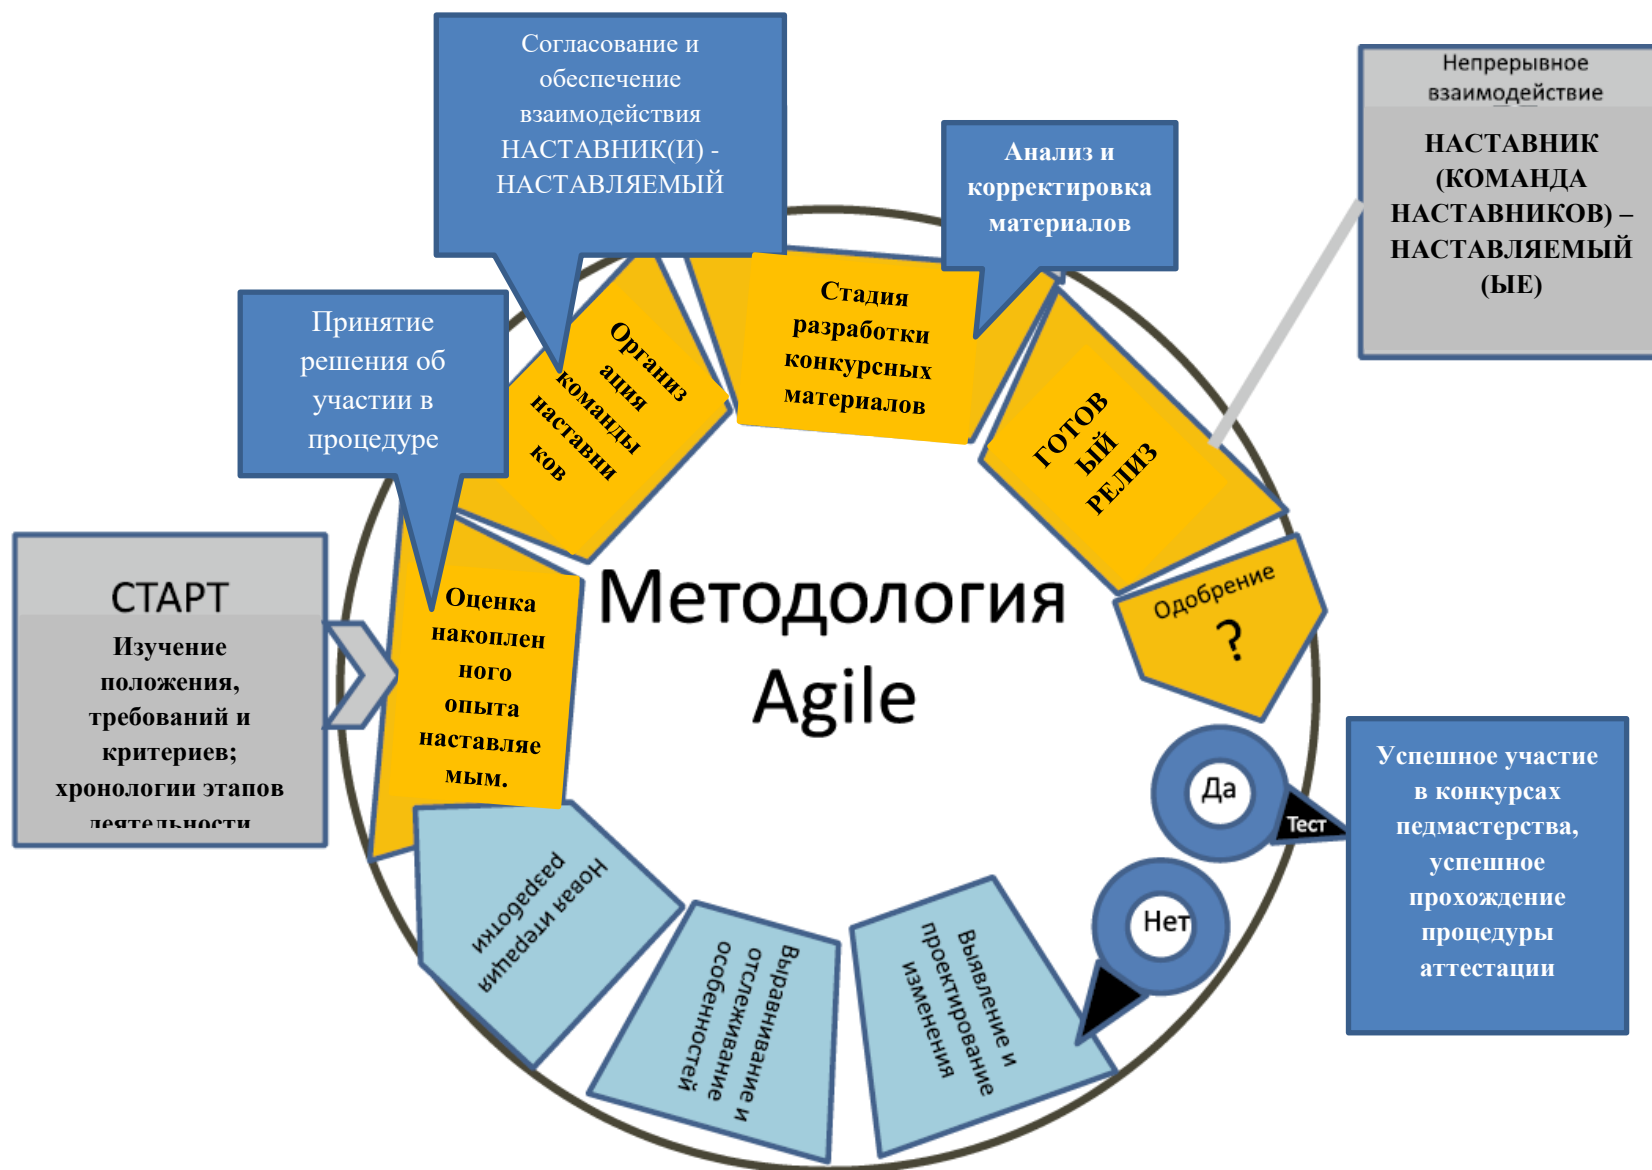 Согласование и
обеспечение
взаимодействия
НАСТАВНИК(И) -
НАСТАВЛЯЕМЫЙ
Непрерывное
взаимодействие
НАСТАВНИК
(КОМАНДА
НАСТАВНИКОВ) –
НАСТАВЛЯЕМЫЙ
(ЫЕ)
Анализ и
корректировка
материалов
Принятие
решения об
участии в
процедуре
Организ
ация
команды
наставни
ков
Стадия
разработки
конкурсных
материалов
ГОТОВ
ЫЙ
РЕЛИЗ
СТАРТ
Изучение
положения,
требований и
критериев;
хронологии этапов
деятельности
Оценка
накоплен
ного
опыта
наставляе
мым.
Методология
Agile
Одобрение
?
Да
Тест
Успешное участие
в конкурсах
педмастерства,
успешное
прохождение
процедуры
аттестации
Нет
Выявление и
проектирование
изменения
Выравнивание и
отслеживание
особенностей
Новая итерация
разработки